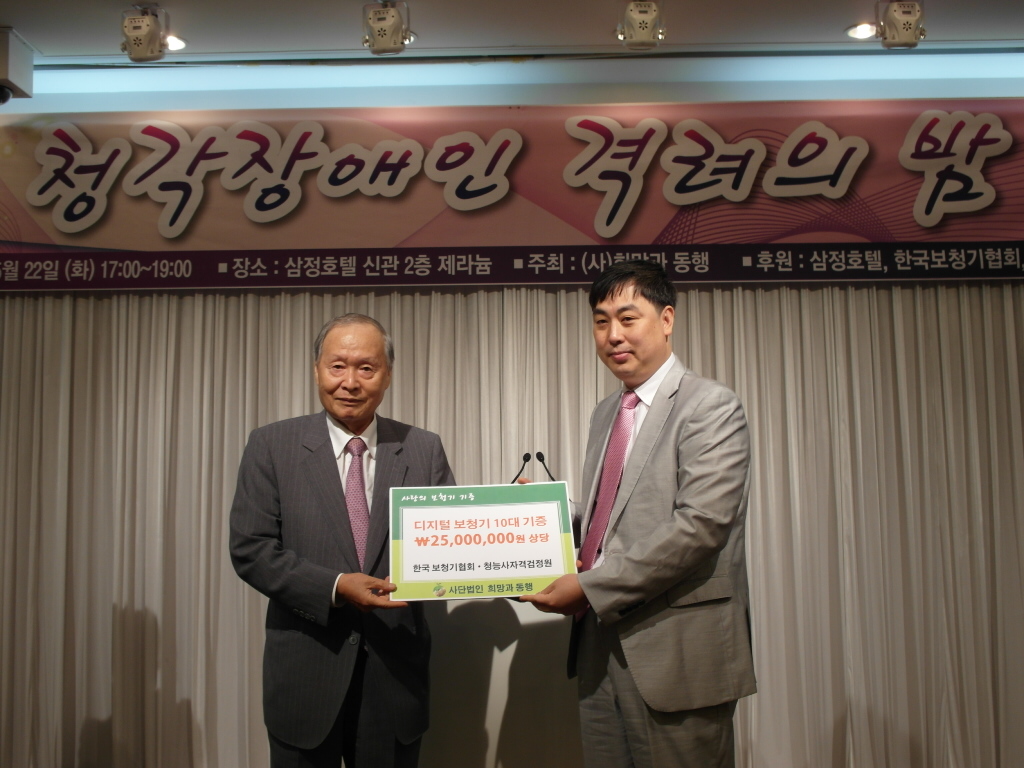 청각장애인 격려의 밤
5월 22일 (화) 17:00~19:00 ■ 장소 : 삼정호텔 신관 2층 제라늄 ■ 주최 : (사)희망과 동행 ■ 후원 : 삼정호텔, 한국보청기협회,
사랑의 보청기 기증
디지털 보청기 10대 기증
₩25,000,000원 상당
한국 보청기협회 · 청능사자격검정원
사단법인 희망과 동행